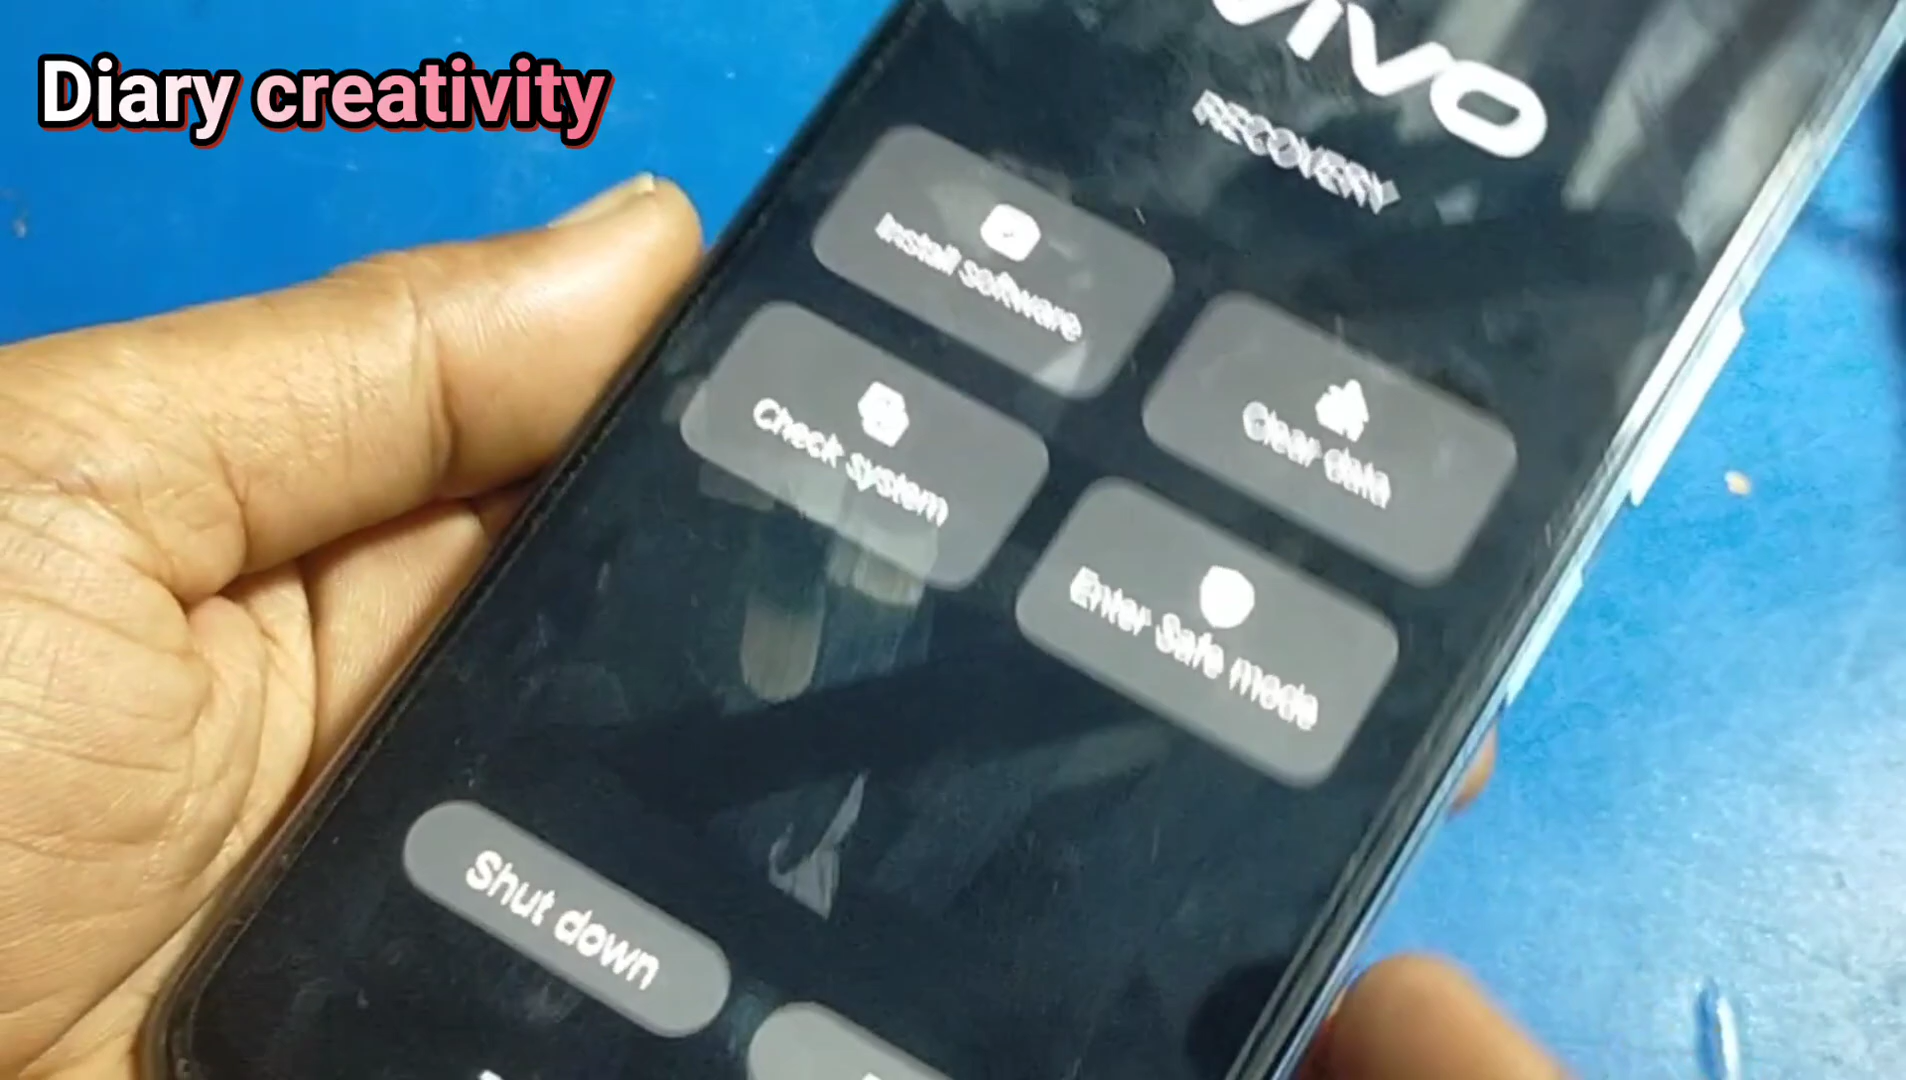 Diary creativity
vivo
RECOVERY
Install software
Clear data
Check system
Enter Safe mode
Shut down